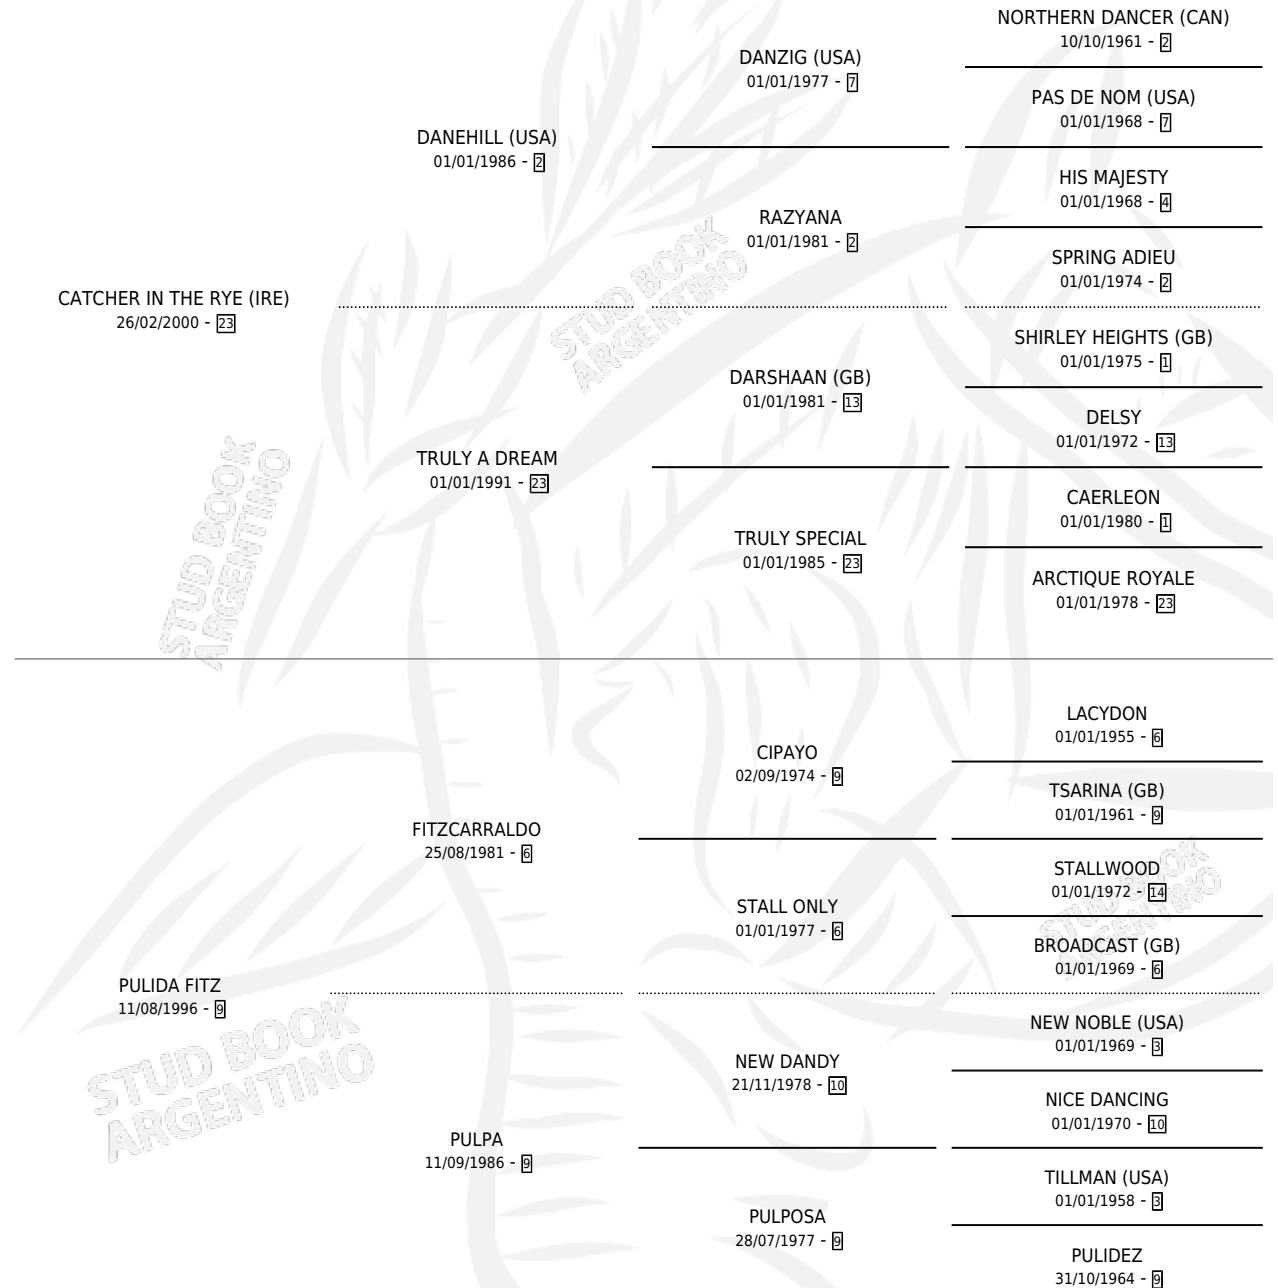 NORTHERN DANCER (CAN)
10/10/1961 - 2
DANZIG (USA)
01/01/1977 - 7
PAS DE NOM (USA)
01/01/1968 - 7
DANEHILL (USA)
01/01/1986 - 2
HIS MAJESTY
01/01/1968 - 4
RAZYANA
01/01/1981 - 2
SPRING ADIEU
01/01/1974 - 2
CATCHER IN THE RYE (IRE)
26/02/2000 - 23
SHIRLEY HEIGHTS (GB)
01/01/1975 - 1
DARSHAAN (GB)
01/01/1981 - 13
DELSY
01/01/1972 - 13
TRULY A DREAM
01/01/1991 - 23
CAERLEON
01/01/1980 - 1
TRULY SPECIAL
01/01/1985 - 23
ARCTIQUE ROYALE
01/01/1978 - 23
LACYDON
01/01/1955 - 6
CIPAYO
02/09/1974 - 9
TSARINA (GB)
01/01/1961 - 9
FITZCARRALDO
25/08/1981 - 6
STALLWOOD
01/01/1972 - 14
STALL ONLY
01/01/1977 - 6
BROADCAST (GB)
01/01/1969 - 6
PULIDA FITZ
11/08/1996 - 9
NEW NOBLE (USA)
01/01/1969 - 3
NEW DANDY
21/11/1978 - 10
NICE DANCING
01/01/1970 - 10
PULPA
11/09/1986 - 9
TILLMAN (USA)
01/01/1958 - 3
PULPOSA
28/07/1977 - 9
PULIDEZ
31/10/1964 - 9
STUD BOOK
ARGENTINO
STUD BOOK
ARGENTINO
STUD BOOK
ARGENTINO
STUD BOOK
ARGENTINO